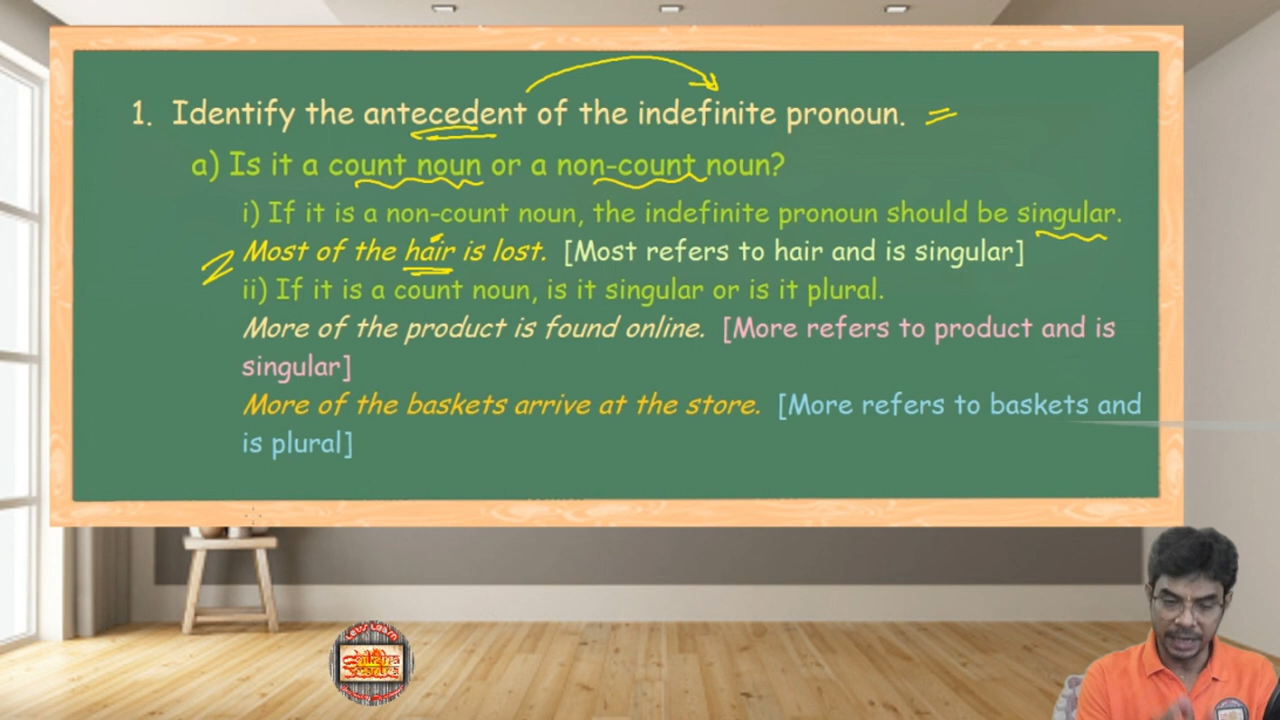 1. Identify the antecedent of the indefinite pronoun.
a) Is it a count noun or a non-count noun?
i) If it is a non-count noun, the indefinite pronoun should be singular.
Most of the hair is lost. [Most refers to hair and is singular]
ii) If it is a count noun, is it singular or is it plural.
More of the product is found online. [More refers to product and is
singular]
More of the baskets arrive at the store. [More refers to baskets and
is plural]
Let's Learn